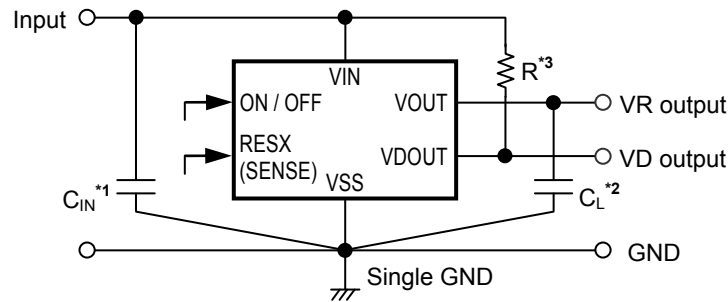 Input
VIN
R*3
ON / OFF
VOUT
VR output
RESX
(SENSE)
VDOUT
VD output
VSS
CIN*1
CL*2
GND
Single GND